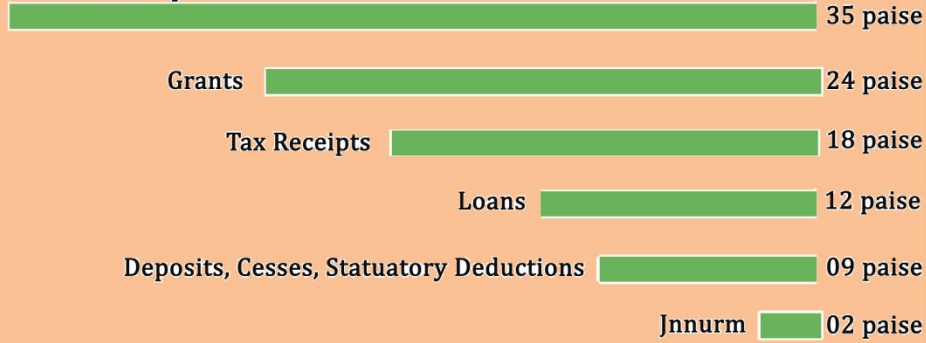 35 paise
Grants 24 paise
Tax Receipts 18 paise
Loans 12 paise
Deposits, Cesses, Statuatory Deductions 09 paise
Jnnurm 02 paise